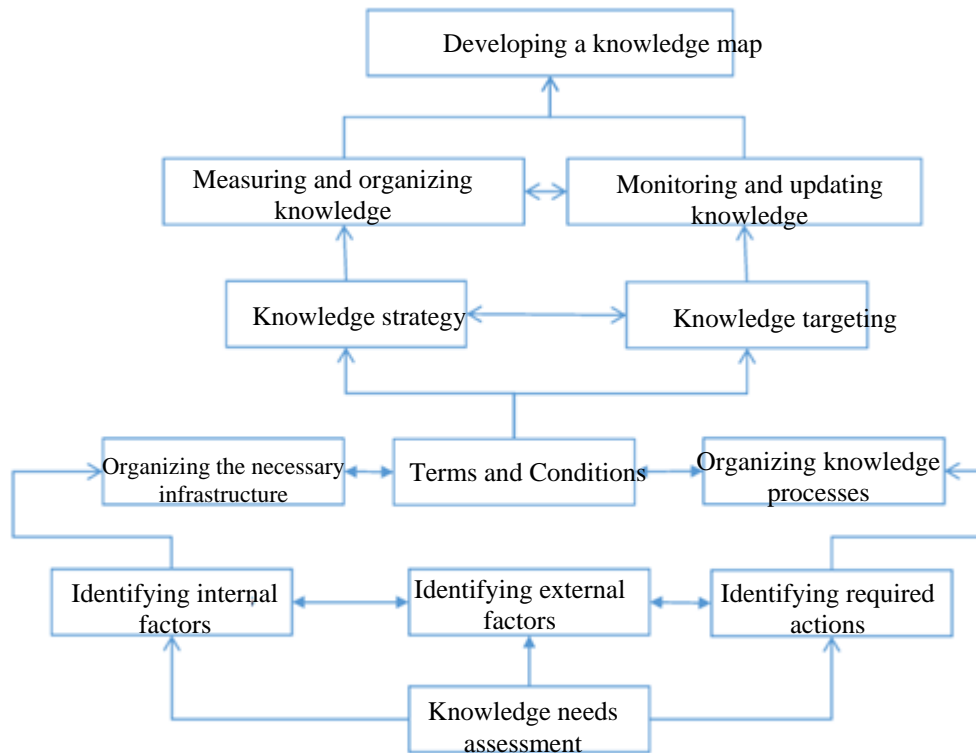 Developing a knowledge map
Measuring and organizing
knowledge
Monitoring and updating
knowledge
Knowledge strategy
Knowledge targeting
Organizing the necessary
infrastructure
Terms and Conditions
Organizing knowledge
processes
Identifying internal
factors
Identifying external
factors
Identifying required
actions
Knowledge needs
assessment